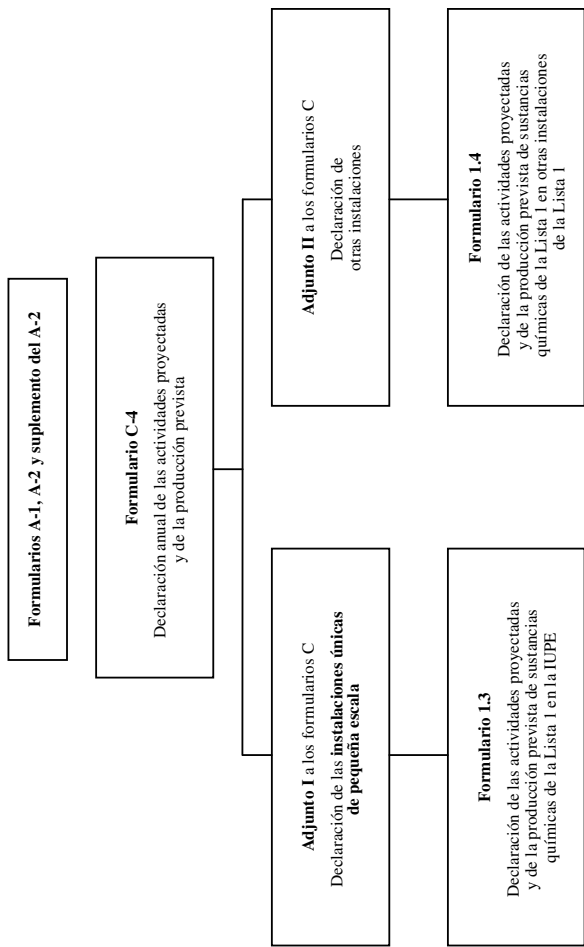 Formularios A-1, A-2 y suplemento del A-2
Formulario C-4
Declaración anual de las actividades proyectadas
y de la producción prevista
Adjunto I a los formularios C
Declaración de las instalaciones únicas
de pequeña escala
Adjunto II a los formularios C
Declaración de
otras instalaciones
Formulario 1.3
Declaración de las actividades proyectadas
y de la producción prevista de sustancias
químicas de la Lista 1 en la IUPE
Formulario 1.4
Declaración de las actividades proyectadas
y de la producción prevista de sustancias
químicas de la Lista 1 en otras instalaciones
de la Lista 1